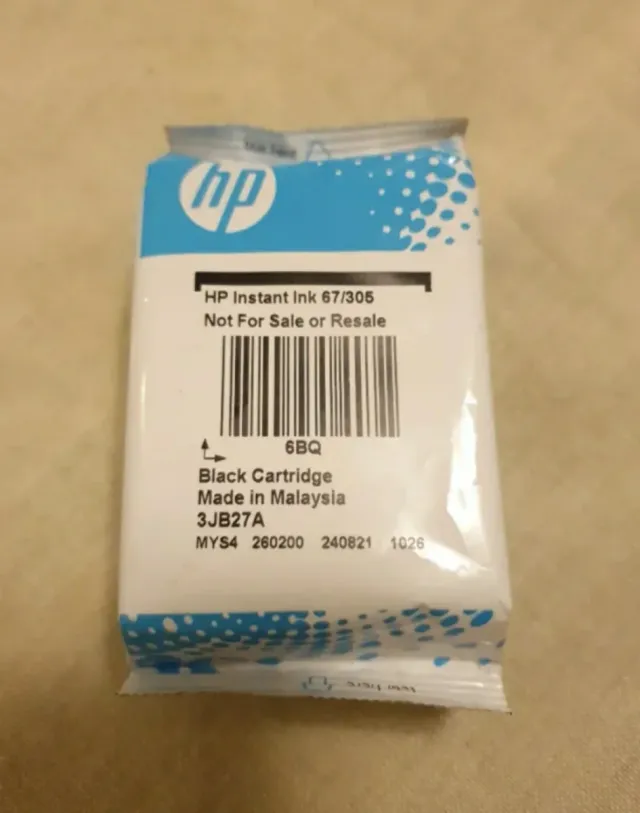 hp
HP Instant Ink 67/305
Not For Sale or Resale
6BQ
Black Cartridge
Made in Malaysia
3JB27A
MYS4 260200 240821 1026